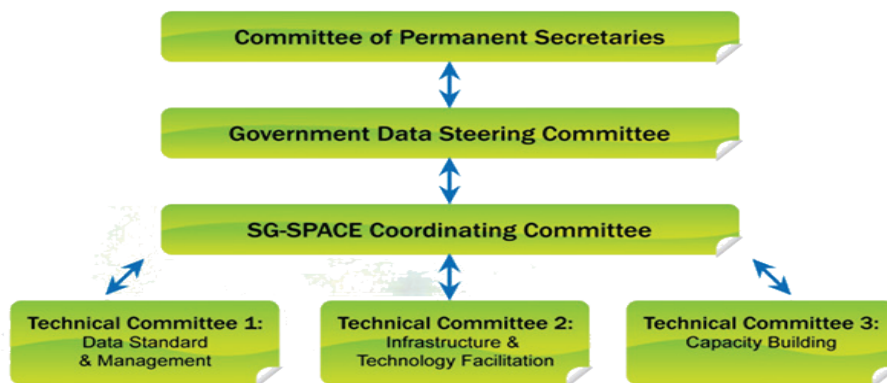 Committee of Permanent Secretaries
Government Data Steering Committee
SG-SPACE Coordinating Committee
Technical Committee 1:
Data Standard
& Management
Technical Committee 2:
Infrastructure &
Technology Facilitation
Technical Committee 3:
Capacity Building